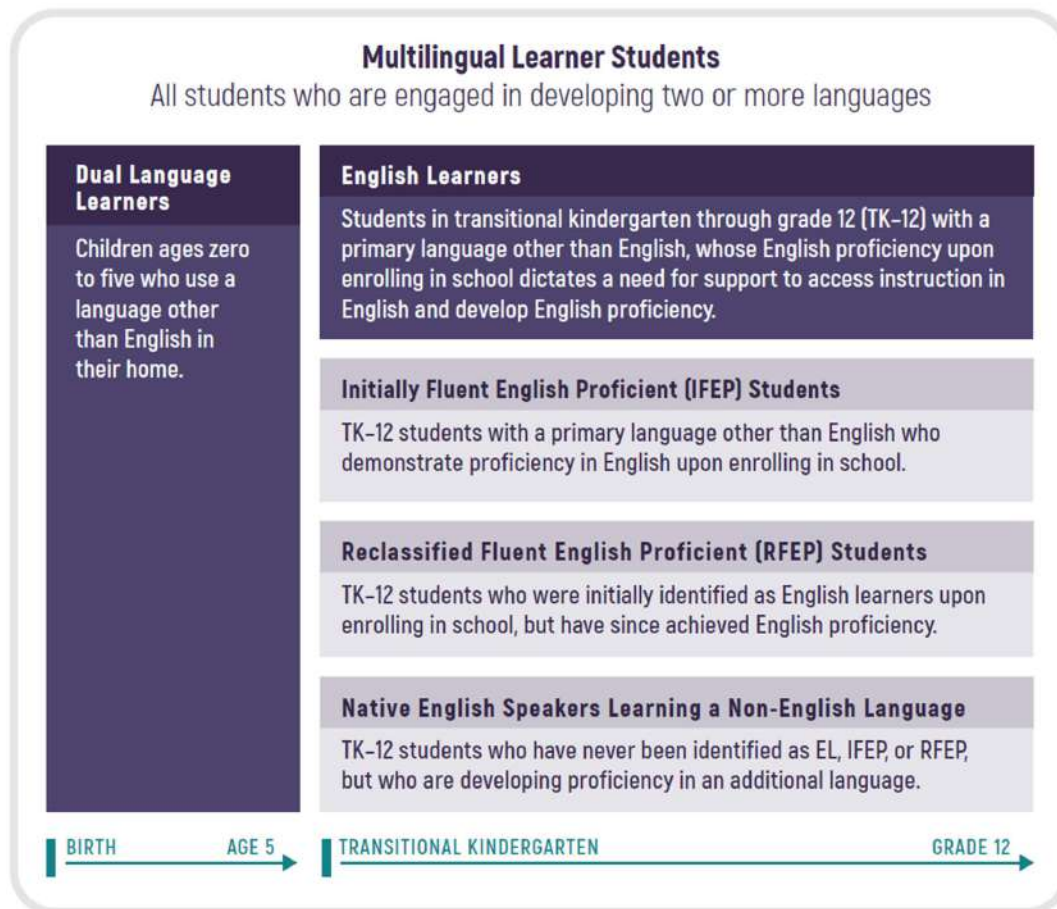 Multilingual Learner Students
All students who are engaged in developing two or more languages
Dual Language
Learners
Children ages zero
to five who use a
language other
than English in
their home.
English Learners
Students in transitional kindergarten through grade 12 (TK–12) with a
primary language other than English, whose English proficiency upon
enrolling in school dictates a need for support to access instruction in
English and develop English proficiency.
Initially Fluent English Proficient (IFEP) Students
TK–12 students with a primary language other than English who
demonstrate proficiency in English upon enrolling in school.
Reclassified Fluent English Proficient (RFEP) Students
TK–12 students who were initially identified as English learners upon
enrolling in school, but have since achieved English proficiency.
Native English Speakers Learning a Non-English Language
TK–12 students who have never been identified as EL, IFEP, or RFEP,
but who are developing proficiency in an additional language.
BIRTH AGE 5
TRANSITIONAL KINDERGARTEN GRADE 12